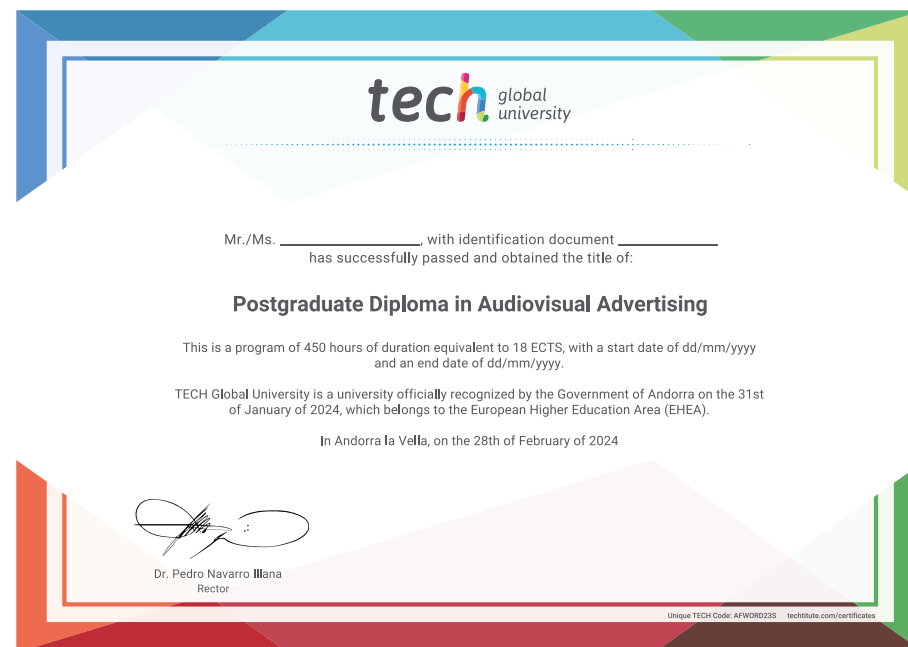 tech global university
Mr./Ms. ____________________, with identification document ______________
has successfully passed and obtained the title of:
Postgraduate Diploma in Audiovisual Advertising
This is a program of 450 hours of duration equivalent to 18 ECTS, with a start date of dd/mm/yyyy
and an end date of dd/mm/yyyy.
TECH Global University is a university officially recognized by the Government of Andorra on the 31st
of January of 2024, which belongs to the European Higher Education Area (EHEA).
In Andorra la Vella, on the 28th of February of 2024
Dr. Pedro Navarro Illana
Rector
Unique TECH Code: AFWORD23S techtitute.com/certificates